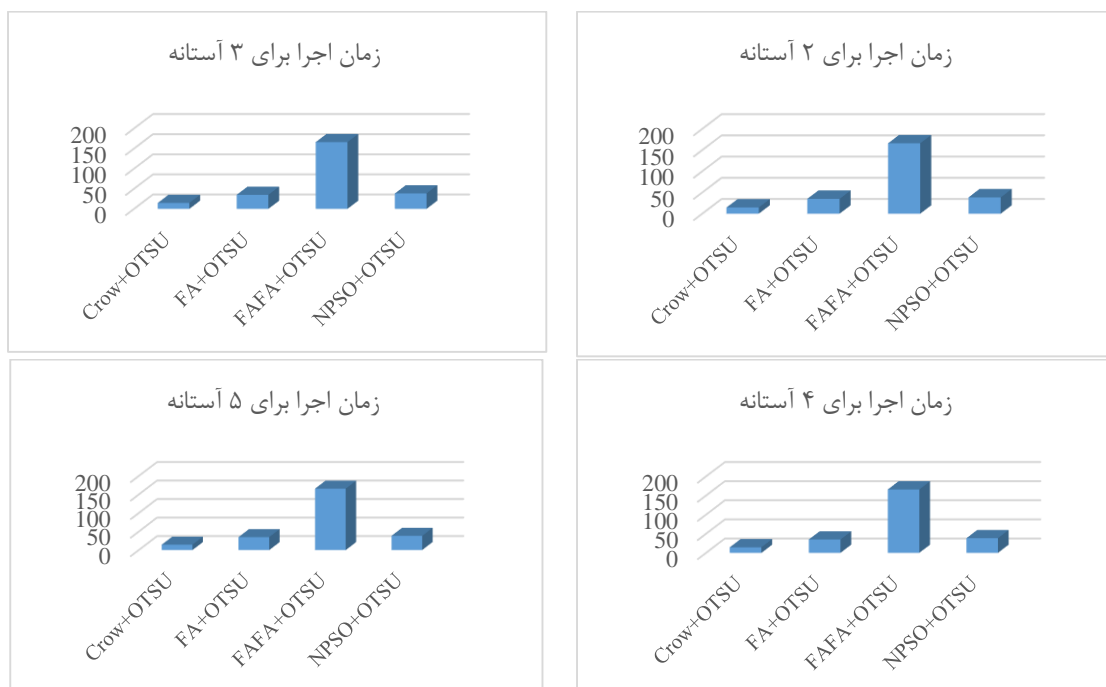 زمان اجرا برای ۲ آستانه
200
150
100
50
0
Crow+OTSU
FA+OTSU
FAFA+OTSU
NPSO+OTSU
زمان اجرا برای ۳ آستانه
200
150
100
50
0
Crow+OTSU
FA+OTSU
FAFA+OTSU
NPSO+OTSU
زمان اجرا برای ۴ آستانه
200
150
100
50
0
Crow+OTSU
FA+OTSU
FAFA+OTSU
NPSO+OTSU
زمان اجرا برای ۵ آستانه
200
150
100
50
0
Crow+OTSU
FA+OTSU
FAFA+OTSU
NPSO+OTSU